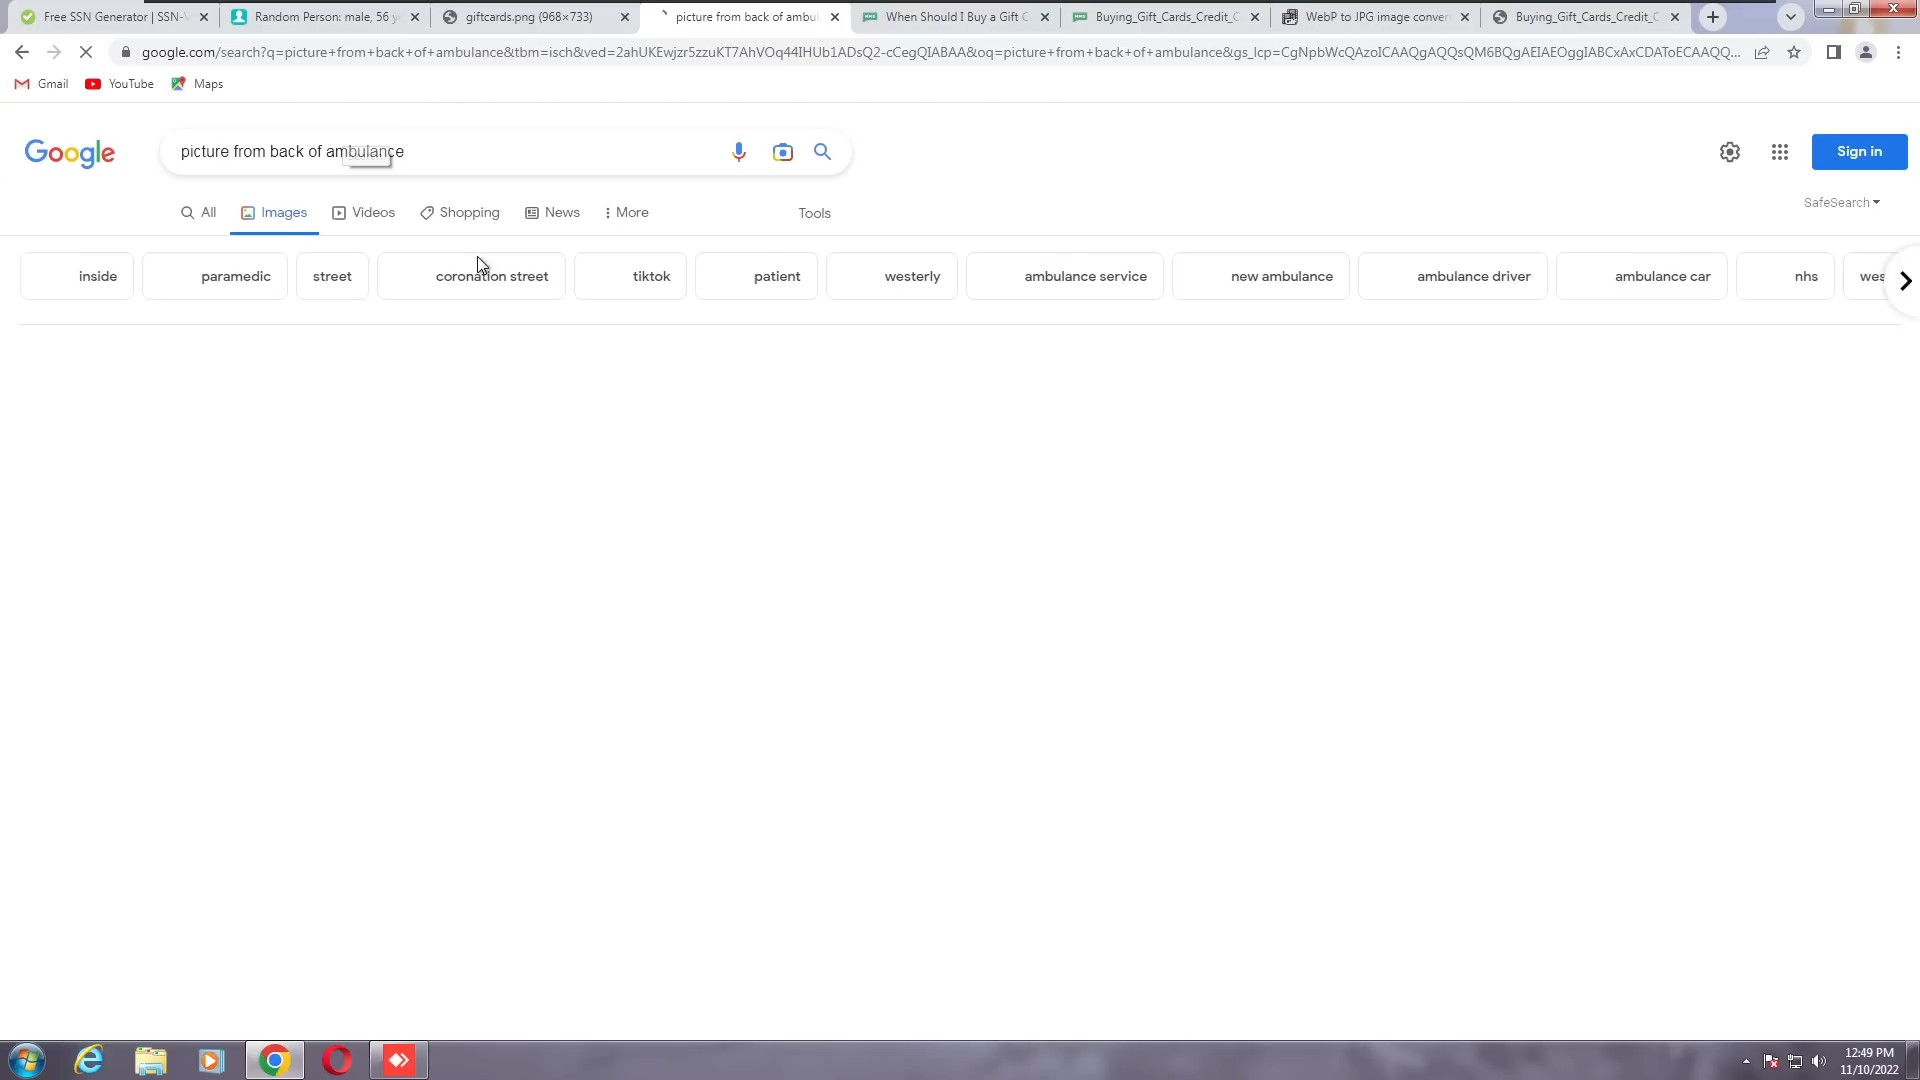 Free SSN Generator | SSN-V
Random Person: male, 56 y
giftcards.png (968×733)
picture from back of ambul
When Should I Buy a Gift C
Buying_Gift_Cards_Credit_C
WebP to JPG image conver
Buying_Gift_Cards_Credit_C
google.com/search?q=picture+from+back+of+ambulance&tbm=isch&ved=2ahUKEwjzr5zzuKT7AhVOq44IHUb1ADsQ2-cCegQIABAA&oq=picture+from+back+of+ambulance&gs_lcp=CgNpbWcQAzoICAAQgAQQsQM6BQgAEIAEOggIABCxAxCDAToECAAQQ...
Gmail YouTube Maps
Google picture from back of ambulance Sign in
All Images Videos Shopping News More Tools SafeSearch
inside paramedic street coronation street tiktok patient westerly ambulance service new ambulance ambulance driver ambulance car nhs wes
12:49 PM
11/10/2022